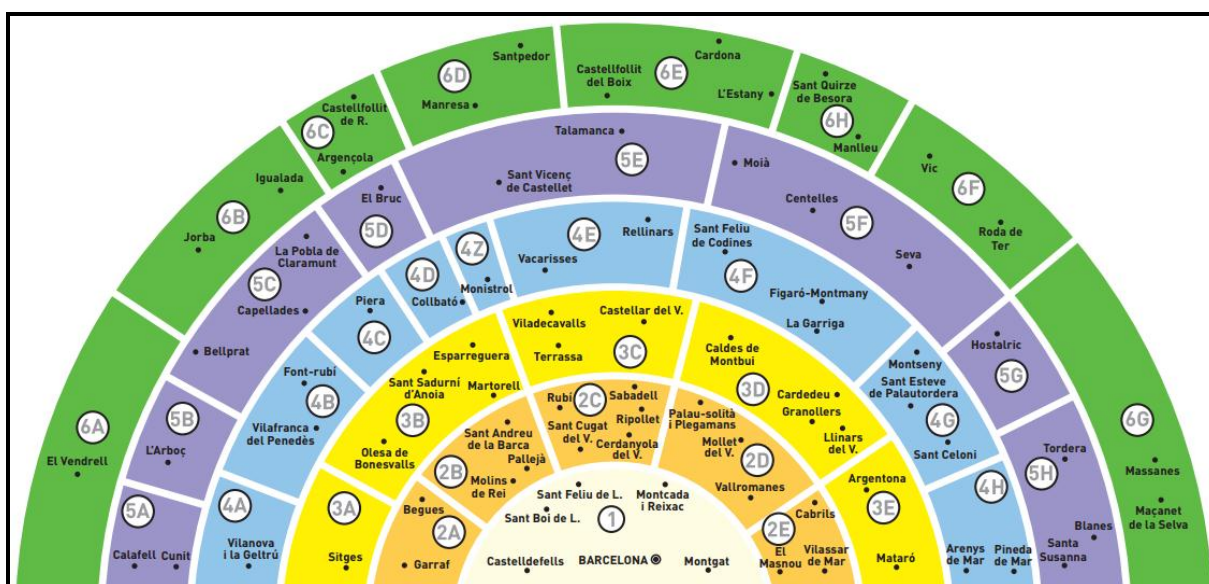 6D
Santpedor
Manresa
6E
Cardona
Castellfollit
del Boix
L'Estany
6C
Castellfollit
de R.
Argençola
6H
Sant Quirze
de Besora
Manlleu
6B
Igualada
Jorba
6F
Vic
Roda de
Ter
6A
El Vendrell
6G
Massanes
Maçanet
de la Selva
5E
Talamanca
Sant Vicenç
de Castellet
5F
Moià
Centelles
Seva
5D
El Bruc
5C
La Pobla de
Claramunt
Capellades
Bellprat
5B
L'Arboç
5A
Calafell
Cunit
5G
Hostalric
5H
Tordera
Blanes
Santa
Susanna
4E
Rellinars
Vacarisses
4Z
Monistrol
4D
Collbató
4C
Piera
4B
Font-rubí
Vilafranca
del Penedès
4A
Vilanova
i la Geltrú
4F
Sant Feliu
de Codines
Figaró-Montmany
La Garriga
4G
Montseny
Sant Esteve
de Palautordera
Sant Celoni
4H
Arenys
de Mar
Pineda
de Mar
3C
Viladecavalls
Castellar del V.
Terrassa
3B
Esparreguera
Sant Sadurní
d'Anoia
Martorell
Olesa de
Bonesvalls
3A
Sitges
3D
Caldes de
Montbui
Cardedeu
Granollers
Llinars
del V.
3E
Argentona
Mataró
2C
Rubí
Sabadell
Ripollet
Sant Cugat
del V.
Cerdanyola
del V.
2B
Sant Andreu
de la Barca
Pallejà
Molins
de Rei
2A
Begues
Garraf
2D
Palau-solità
i Plegamans
Mollet
del V.
Vallromanes
2E
Cabrils
El
Masnou
Vilassar
de Mar
1
Sant Feliu de L.
Montcada
i Reixac
Sant Boi de L.
Castelldefells
BARCELONA
Montgat